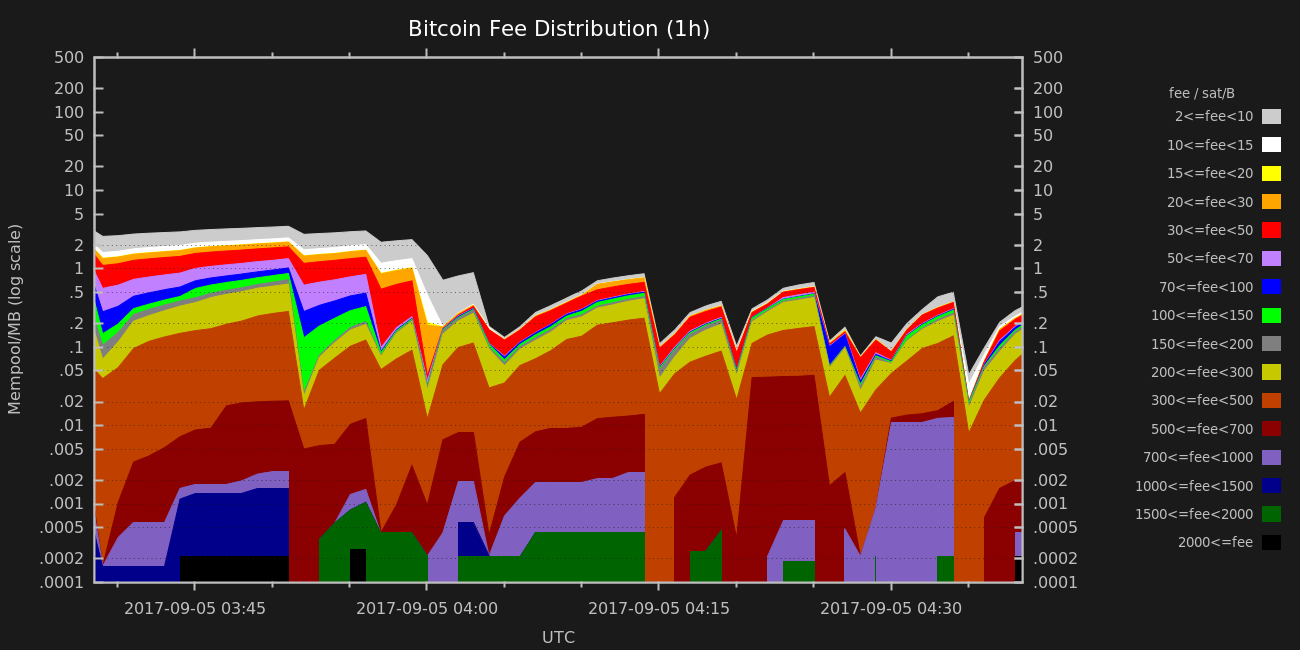 Bitcoin Fee Distribution (1h)
Mempool/MB (log scale)
500
200
100
50
20
10
5
2
1
.5
.2
.1
.05
.02
.01
.005
.002
.001
.0005
.0002
.0001
500
200
100
50
20
10
5
2
1
.5
.2
.1
.05
.02
.01
.005
.002
.001
.0005
.0002
.0001
2017-09-05 03:45
2017-09-05 04:00
2017-09-05 04:15
2017-09-05 04:30
UTC
fee / sat/B
2<=fee<10
10<=fee<15
15<=fee<20
20<=fee<30
30<=fee<50
50<=fee<70
70<=fee<100
100<=fee<150
150<=fee<200
200<=fee<300
300<=fee<500
500<=fee<700
700<=fee<1000
1000<=fee<1500
1500<=fee<2000
2000<=fee